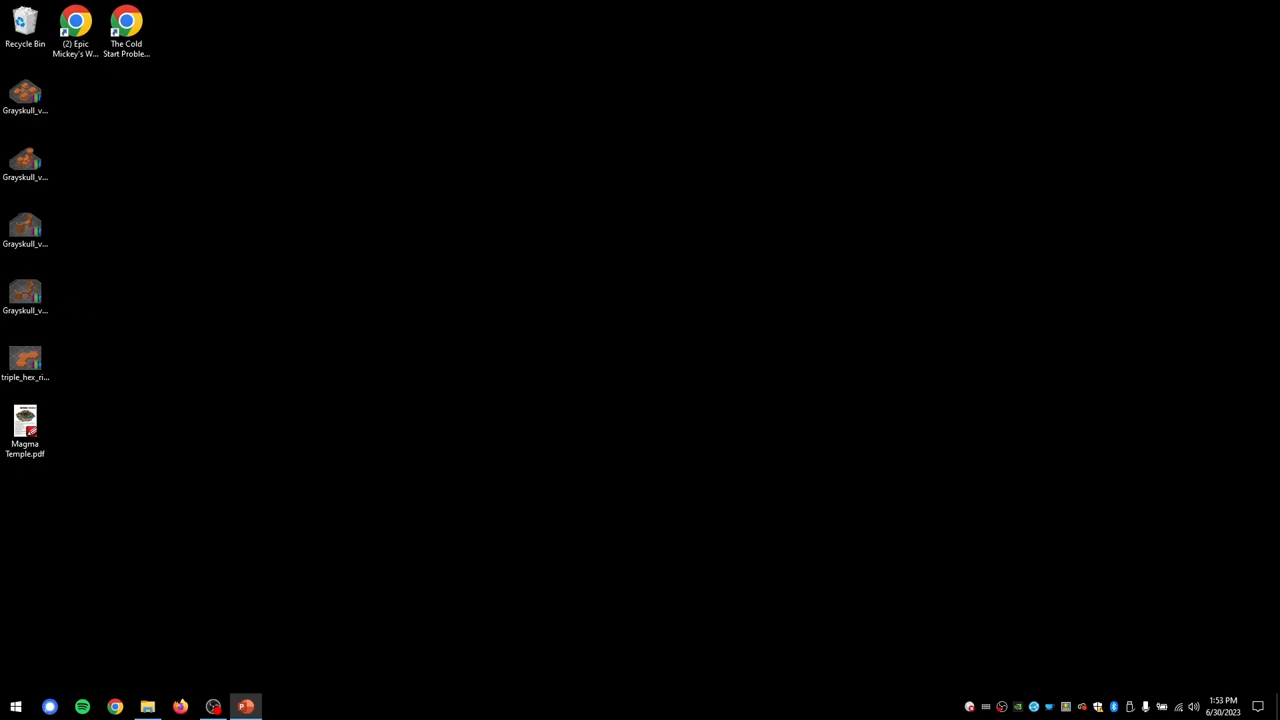 Recycle Bin
(2) Epic
Mickey's W...
The Cold
Start Proble...
Grayskull_v...
Grayskull_v...
Grayskull_v...
Grayskull_v...
triple_hex_ri...
Magma
Temple.pdf
1:53 PM
6/30/2023